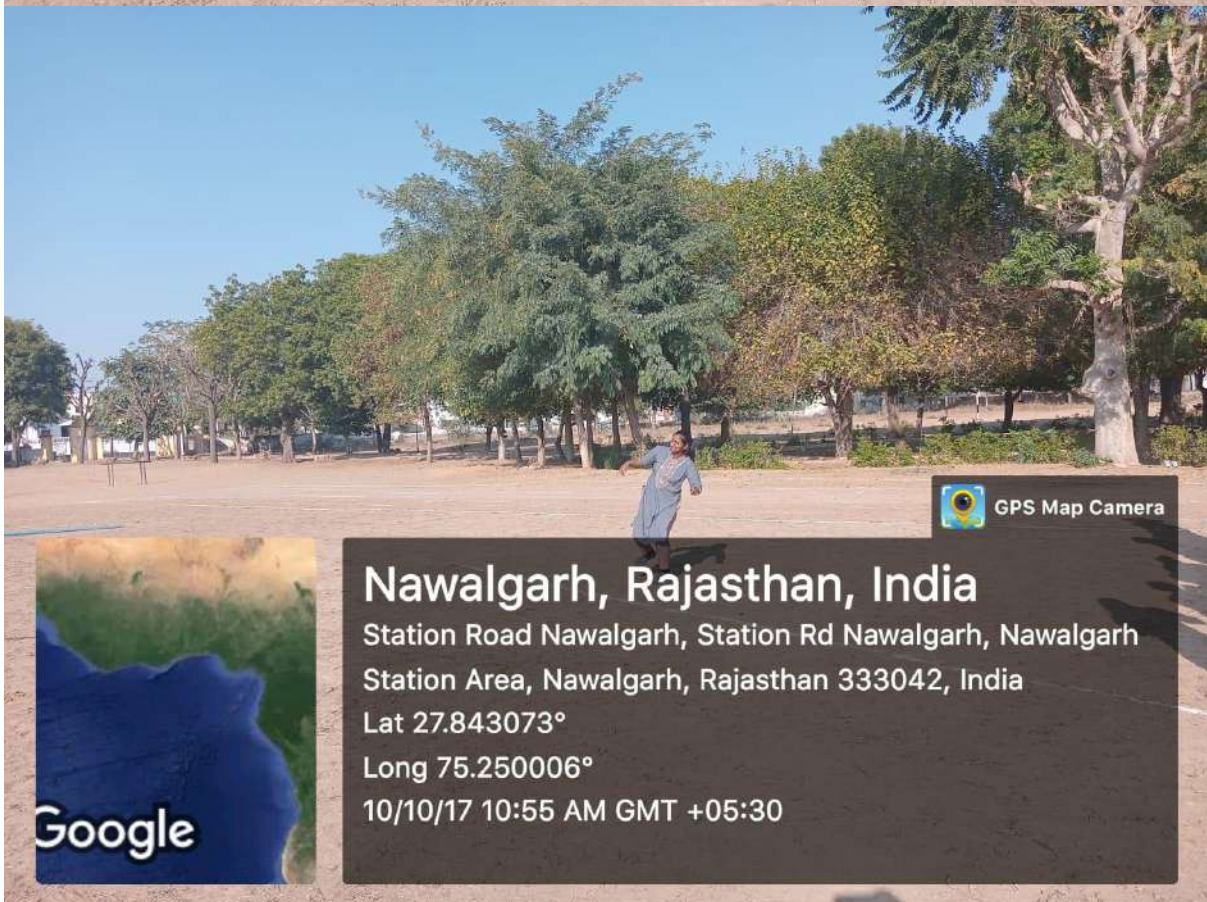 GPS Map Camera
Nawalgarh, Rajasthan, India
Station Road Nawalgarh, Station Rd Nawalgarh, Nawalgarh
Station Area, Nawalgarh, Rajasthan 333042, India
Lat 27.843073°
Long 75.250006°
10/10/17 10:55 AM GMT +05:30
Google